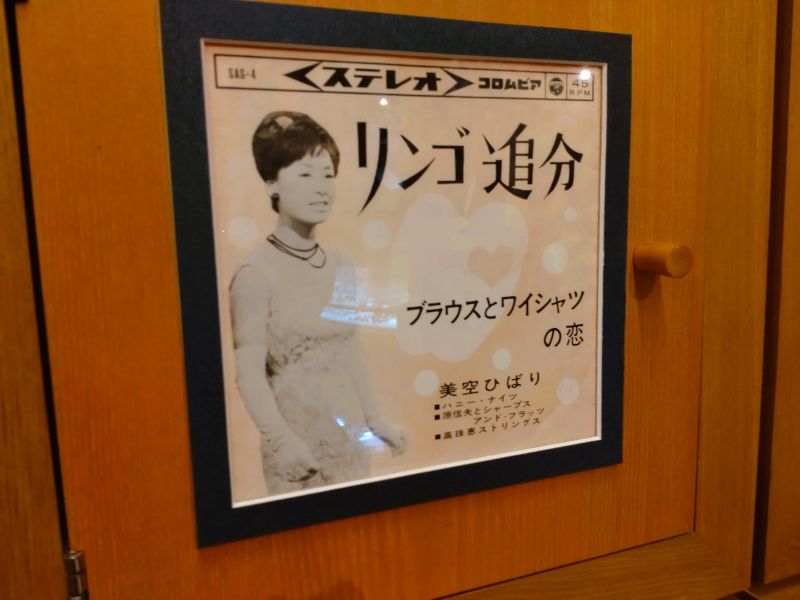 SAS-4 <ステレオ> コロムビア 45 R.P.M
リンゴ追分
ブラウスとワイシャツ
の恋
美空ひばり
■ハニー・ナイツ
■原信夫とシャープス
アンド・フラッツ
■高珠恵ストリングス